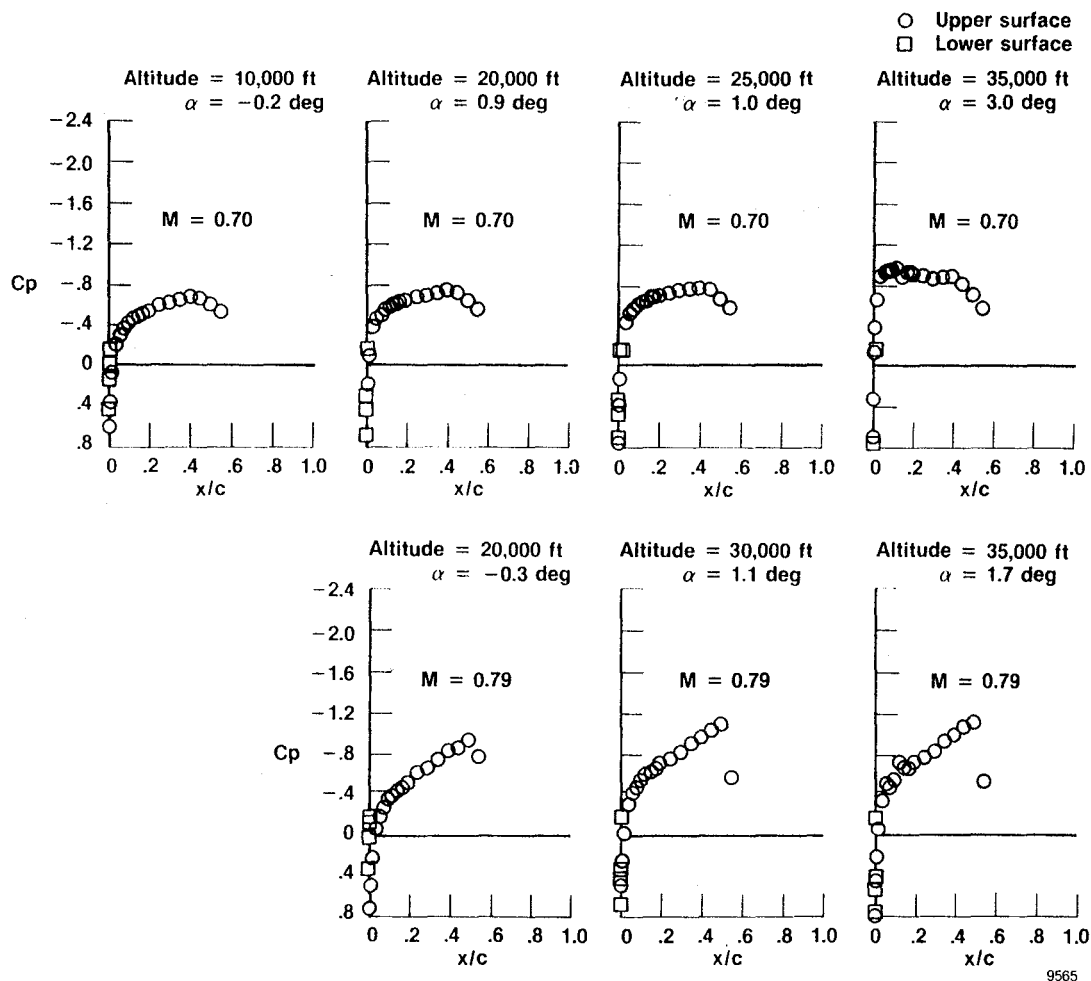 Upper surface
Lower surface
Altitude = 10,000 ft
α = −0.2 deg
Altitude = 20,000 ft
α = 0.9 deg
Altitude = 25,000 ft
α = 1.0 deg
Altitude = 35,000 ft
α = 3.0 deg
−2.4
−2.0
−1.6
−1.2
−.8
−.4
0
.4
.8
Cp
M = 0.70
M = 0.70
M = 0.70
M = 0.70
0 .2 .4 .6 .8 1.0
x/c
0 .2 .4 .6 .8 1.0
x/c
0 .2 .4 .6 .8 1.0
x/c
0 .2 .4 .6 .8 1.0
x/c
Altitude = 20,000 ft
α = −0.3 deg
Altitude = 30,000 ft
α = 1.1 deg
Altitude = 35,000 ft
α = 1.7 deg
−2.4
−2.0
−1.6
−1.2
−.8
−.4
0
.4
.8
Cp
M = 0.79
M = 0.79
M = 0.79
0 .2 .4 .6 .8 1.0
x/c
0 .2 .4 .6 .8 1.0
x/c
0 .2 .4 .6 .8 1.0
x/c
9565